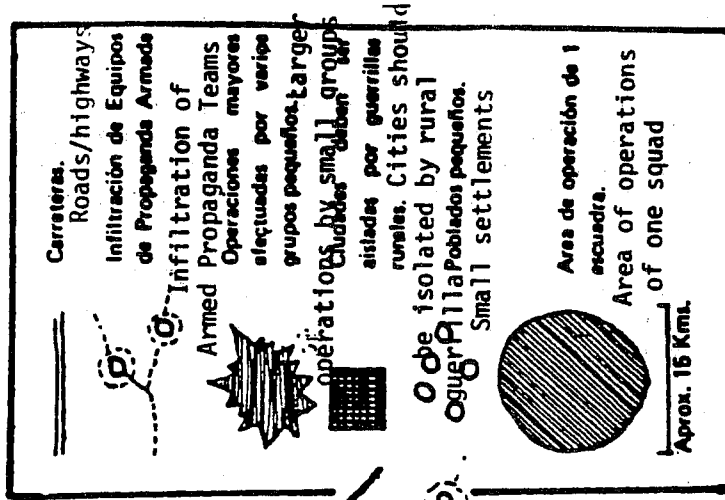 Carreteras.
Roads/highways
Infiltración de Equipos
de Propaganda Armada
Infiltration of
Armed Propaganda Teams
Operaciones mayores
efectuadas por varios
grupos pequeños.
Larger
operations by small groups
Ciudades deben ser
aisladas por guerrillas
rurales.
Cities should
be isolated by rural
guerrilla
Poblados pequeños.
Small settlements
Area de operación de 1
escuadra.
Area of operations
of one squad
Aprox. 15 Kms.